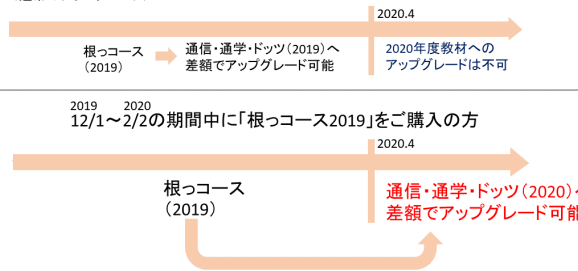 2020.4
根っコース
(2019)
通信・通学・ドッツ(2019)へ
差額でアップグレード可能
2020年度教材への
アップグレードは不可
2019 2020
12/1～2/2の期間中に「根っコース2019」をご購入の方
2020.4
根っコース
(2019)
通信・通学・ドッツ(2020)へ
差額でアップグレード可能